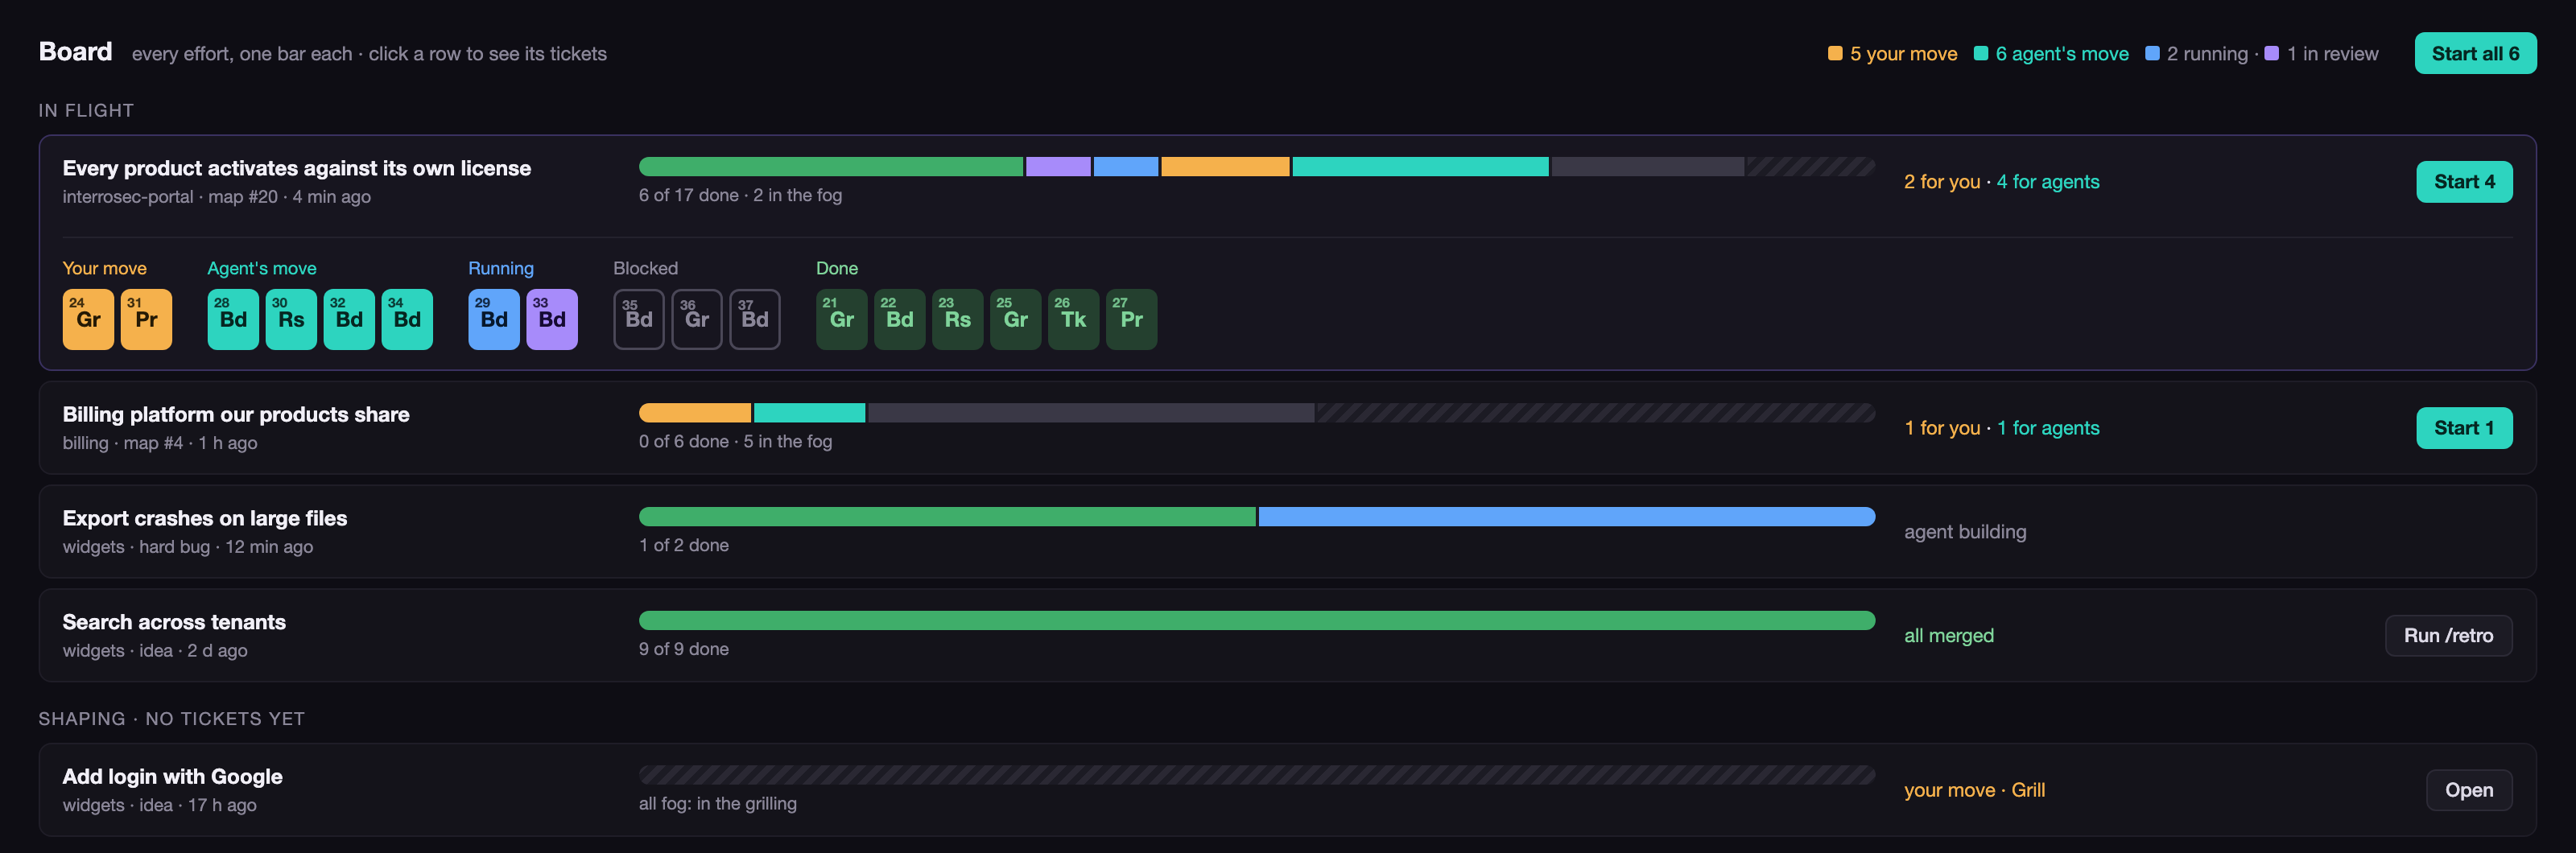 Board every effort, one bar each · click a row to see its tickets
5 your move 6 agent's move 2 running · 1 in review Start all 6
IN FLIGHT
Every product activates against its own license
interrosec-portal · map #20 · 4 min ago
6 of 17 done · 2 in the fog
2 for you · 4 for agents
Start 4
Your move
24 Gr
31 Pr
Agent's move
28 Bd
30 Rs
32 Bd
34 Bd
Running
29 Bd
33 Bd
Blocked
35 Bd
36 Gr
37 Bd
Done
21 Gr
22 Bd
23 Rs
25 Gr
26 Tk
27 Pr
Billing platform our products share
billing · map #4 · 1 h ago
0 of 6 done · 5 in the fog
1 for you · 1 for agents
Start 1
Export crashes on large files
widgets · hard bug · 12 min ago
1 of 2 done
agent building
Search across tenants
widgets · idea · 2 d ago
9 of 9 done
all merged
Run /retro
SHAPING · NO TICKETS YET
Add login with Google
widgets · idea · 17 h ago
all fog: in the grilling
your move · Grill
Open